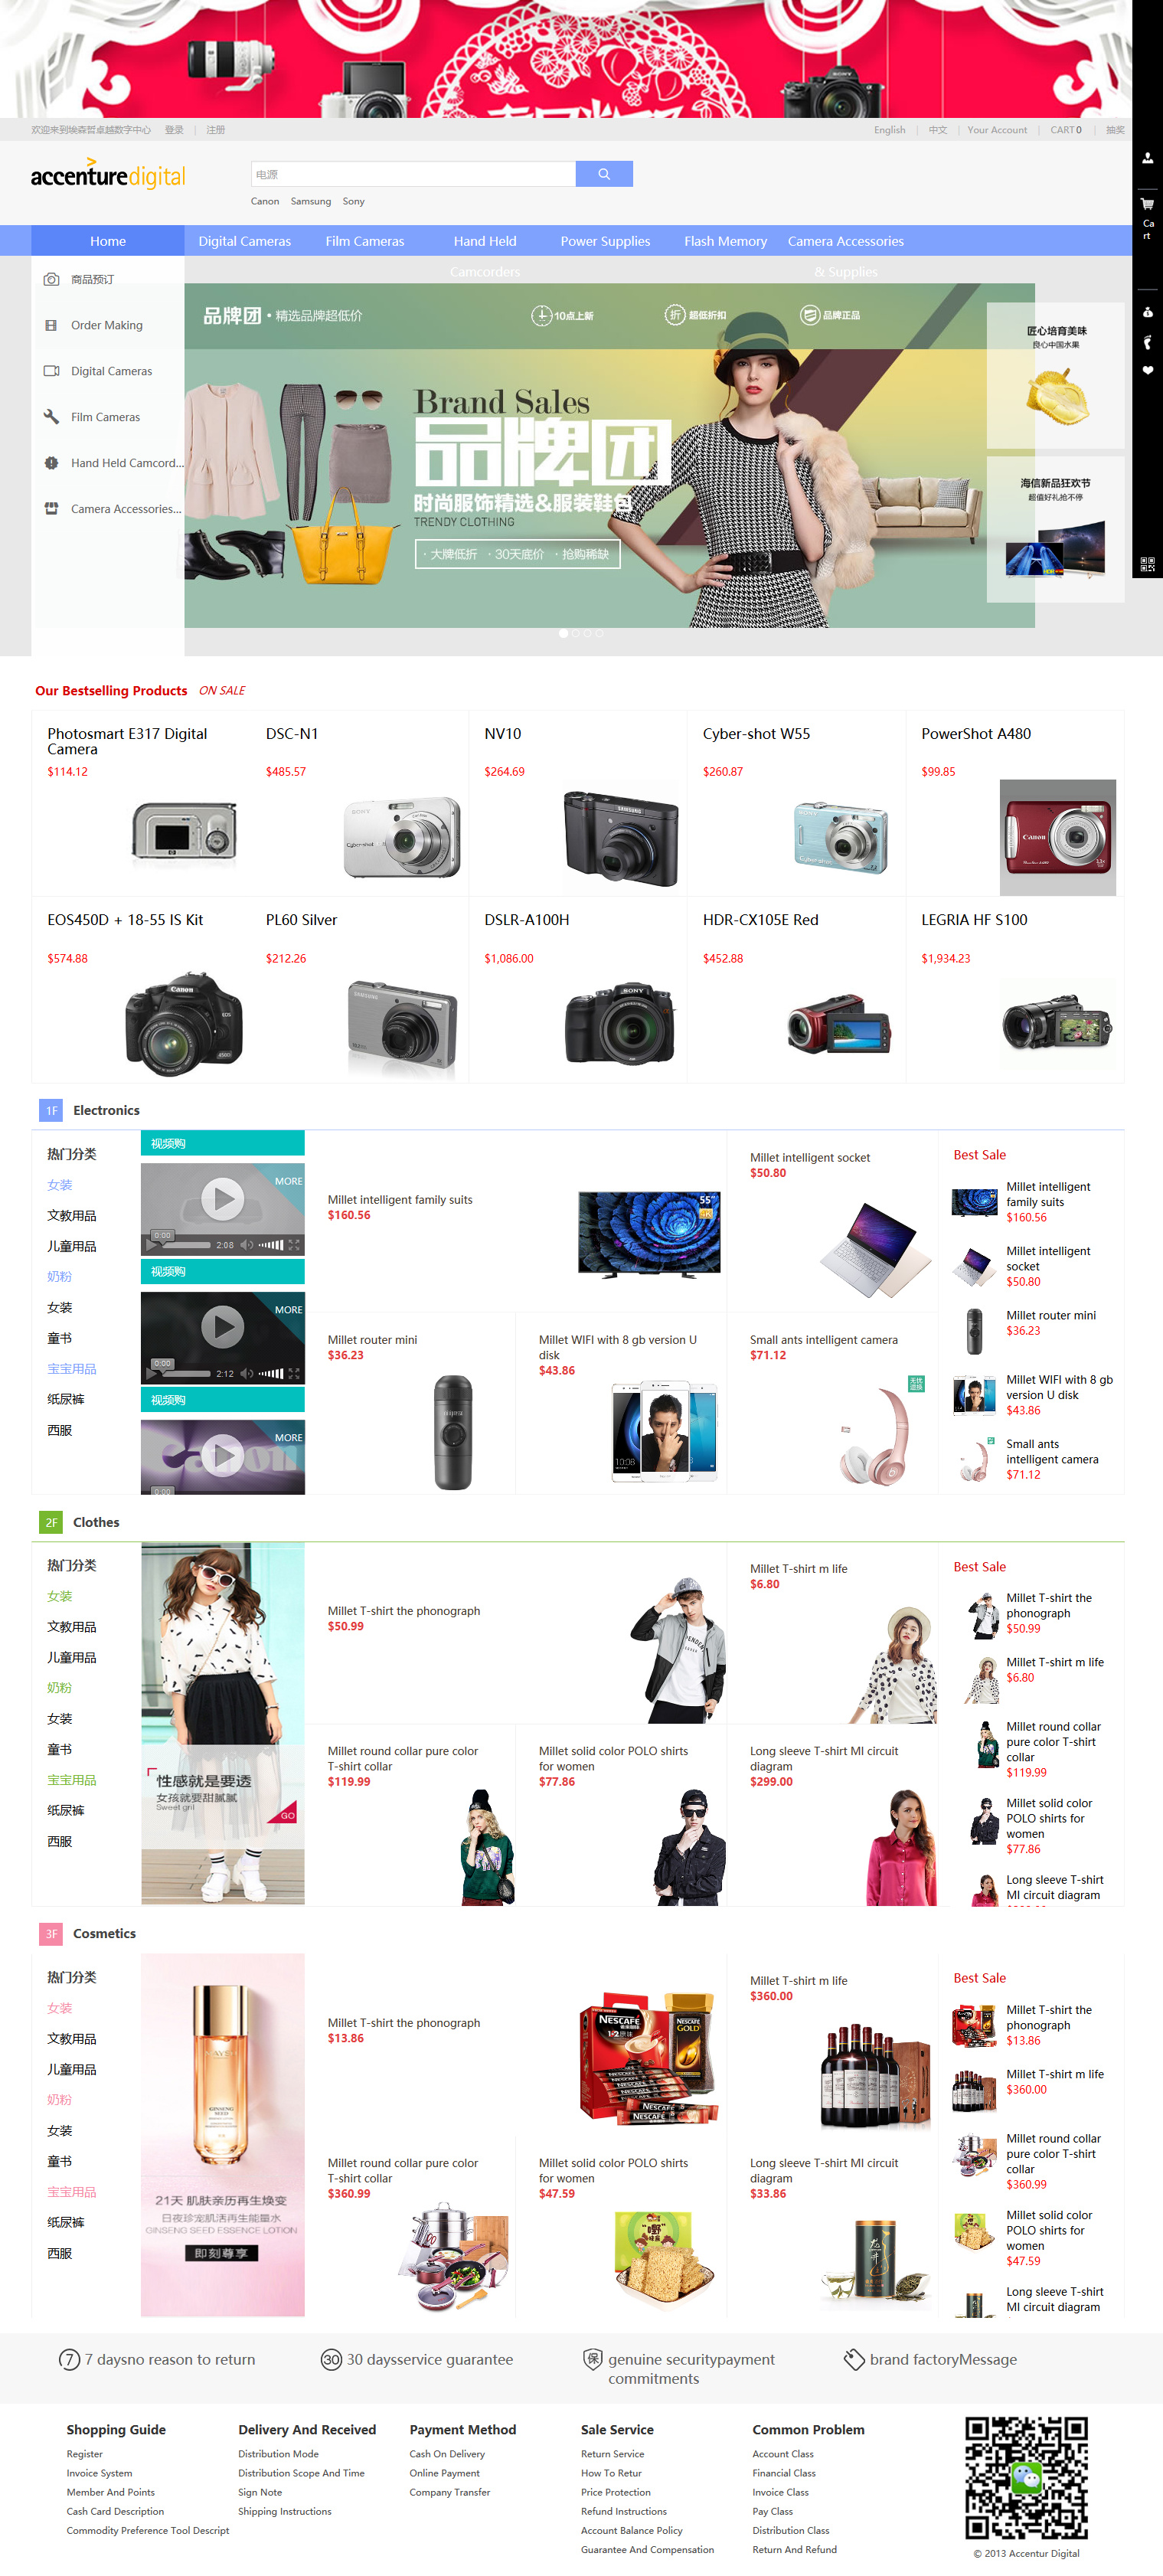 欢迎来到埃森哲卓越数字中心 登录 | 注册
English | 中文 | Your Account | CART 0 | 抽奖
accenturedigital
电源
Canon Samsung Sony
Cart
Home Digital Cameras Film Cameras Hand Held Camcorders Power Supplies Flash Memory Camera Accessories & Supplies
商品预订
Order Making
Digital Cameras
Film Cameras
Hand Held Camcord...
Camera Accessories...
品牌团 • 精选品牌超低价
10点上新
折 超低折扣
品牌正品
Brand Sales
品牌团
时尚服饰精选&服装鞋包
TRENDY CLOTHING
· 大牌低折 · 30天底价 · 抢购稀缺
匠心培育美味
良心中国水果
海信新品狂欢节
超值好礼抢不停
Our Bestselling Products ON SALE
Photosmart E317 Digital Camera
$114.12
DSC-N1
$485.57
NV10
$264.69
Cyber-shot W55
$260.87
PowerShot A480
$99.85
EOS450D + 18-55 IS Kit
$574.88
PL60 Silver
$212.26
DSLR-A100H
$1,086.00
HDR-CX105E Red
$452.88
LEGRIA HF S100
$1,934.23
1F Electronics
热门分类
女装
文教用品
儿童用品
奶粉
女装
童书
宝宝用品
纸尿裤
西服
视频购
MORE
0:00
2:08
视频购
MORE
0:00
2:12
视频购
MORE
Canon
0:00
Millet intelligent family suits
$160.56
55"
Millet intelligent socket
$50.80
Millet router mini
$36.23
Millet WIFI with 8 gb version U
disk
$43.86
Small ants intelligent camera
$71.12
Best Sale
Millet intelligent
family suits
$160.56
Millet intelligent
socket
$50.80
Millet router mini
$36.23
Millet WIFI with 8 gb
version U disk
$43.86
Small ants
intelligent camera
$71.12
2F Clothes
热门分类
女装
文教用品
儿童用品
奶粉
女装
童书
宝宝用品
纸尿裤
西服
性感就是要透
女孩就要甜腻腻
Sweet girl
GO
Millet T-shirt the phonograph
$50.99
Millet T-shirt m life
$6.80
Millet round collar pure color
T-shirt collar
$119.99
Millet solid color POLO shirts
for women
$77.86
Long sleeve T-shirt MI circuit
diagram
$299.00
Best Sale
Millet T-shirt the
phonograph
$50.99
Millet T-shirt m life
$6.80
Millet round collar
pure color T-shirt
collar
$119.99
Millet solid color
POLO shirts for
women
$77.86
Long sleeve T-shirt
MI circuit diagram
3F Cosmetics
热门分类
女装
文教用品
儿童用品
奶粉
女装
童书
宝宝用品
纸尿裤
西服
21天 肌肤亲历再生焕变
日夜珍宠肌活再生能量水
GINSENG SEED ESSENCE LOTION
即刻尊享
Millet T-shirt the phonograph
$13.86
NESCAFÉ
1+2
NESCAFÉ
GOLD
Millet T-shirt m life
$360.00
Millet round collar pure color
T-shirt collar
$360.99
Millet solid color POLO shirts
for women
$47.59
Long sleeve T-shirt MI circuit
diagram
$33.86
Best Sale
Millet T-shirt the
phonograph
$13.86
Millet T-shirt m life
$360.00
Millet round collar
pure color T-shirt
collar
$360.99
Millet solid color
POLO shirts for
women
$47.59
Long sleeve T-shirt
MI circuit diagram
7 7 daysno reason to return
30 30 daysservice guarantee
保 genuine securitypayment
commitments
brand factoryMessage
Shopping Guide
Register
Invoice System
Member And Points
Cash Card Description
Commodity Preference Tool Descript
Delivery And Received
Distribution Mode
Distribution Scope And Time
Sign Note
Shipping Instructions
Payment Method
Cash On Delivery
Online Payment
Company Transfer
Sale Service
Return Service
How To Retur
Price Protection
Refund Instructions
Account Balance Policy
Guarantee And Compensation
Common Problem
Account Class
Financial Class
Invoice Class
Pay Class
Distribution Class
Return And Refund
© 2013 Accentur Digital